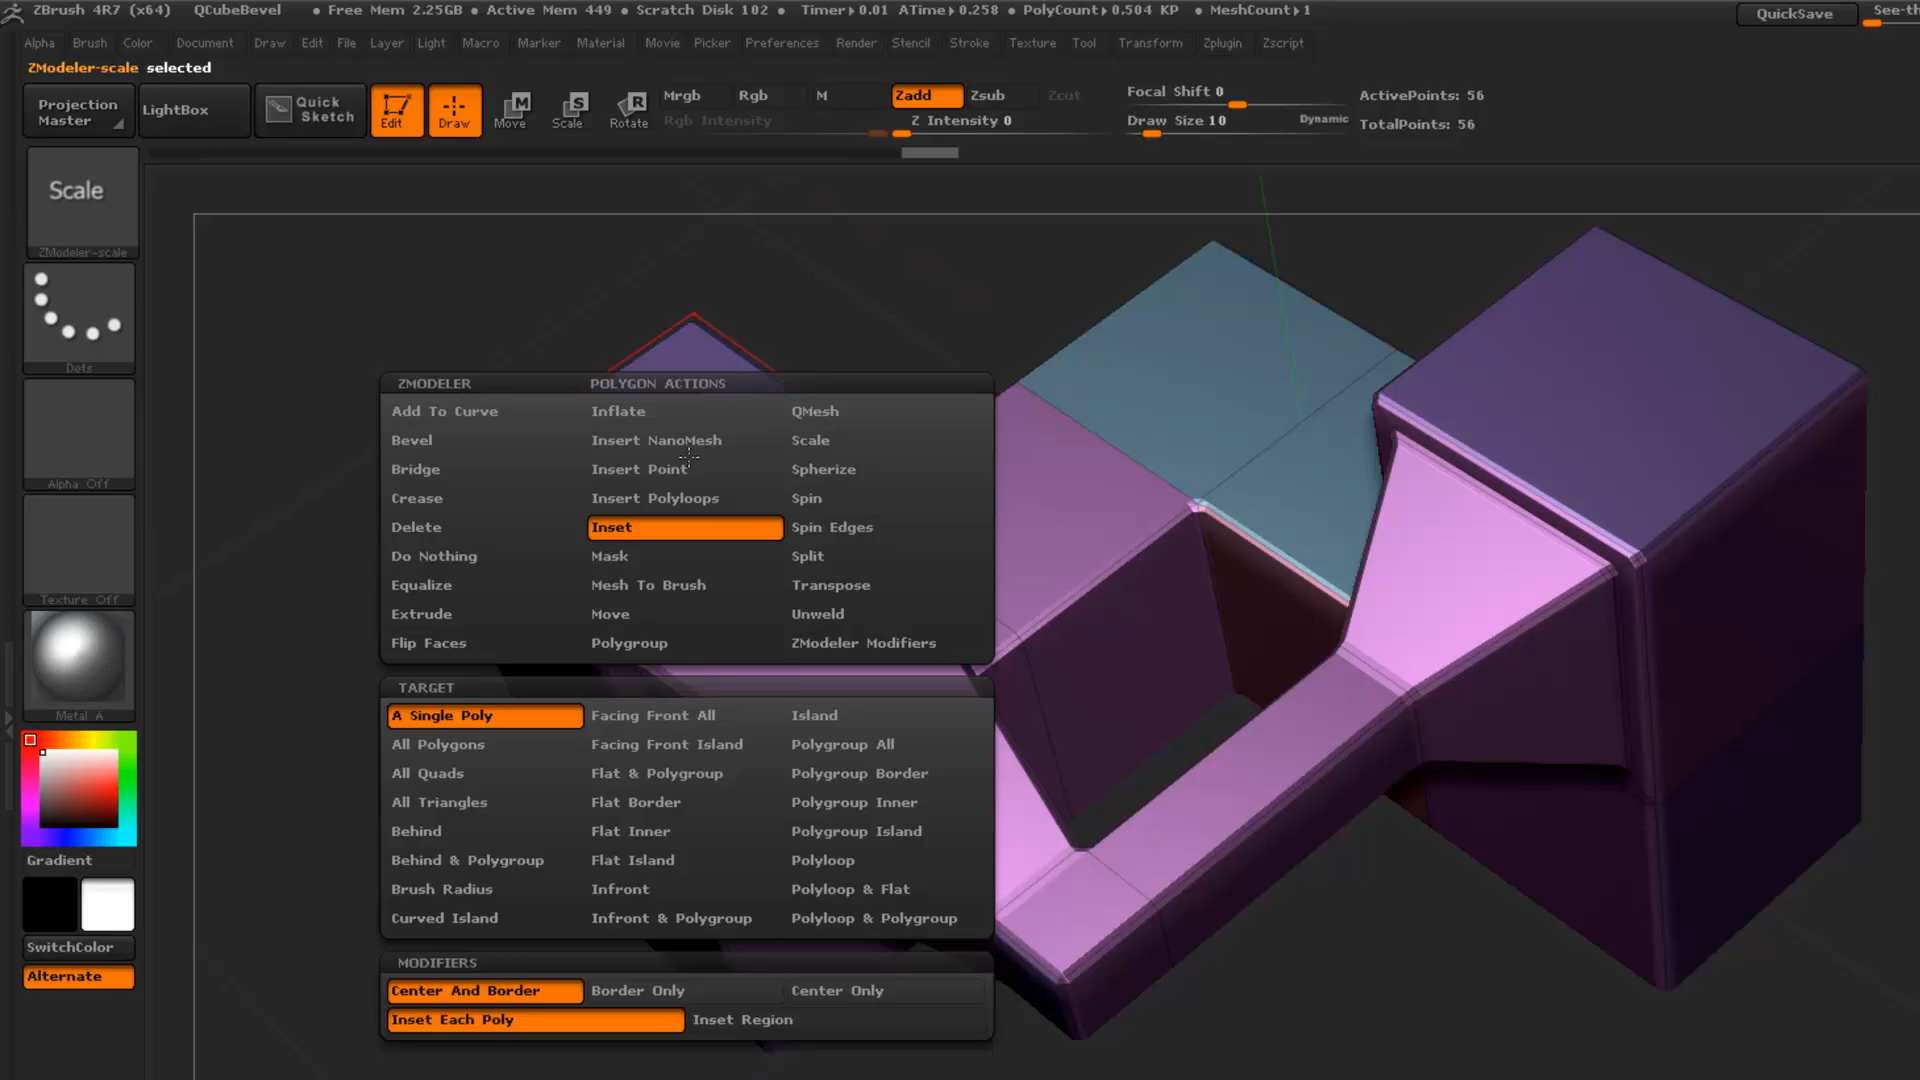 ZBrush 4R7 (x64) QCubeBevel • Free Mem 2.25GB • Active Mem 449 • Scratch Disk 102 • Timer▸0.01 ATime▸0.258 • PolyCount▸0.504 KP • MeshCount▸1 QuickSave See-th
Alpha Brush Color Document Draw Edit File Layer Light Macro Marker Material Movie Picker Preferences Render Stencil Stroke Texture Tool Transform Zplugin Zscript
ZModeler-scale selected
Projection Master
LightBox
Quick Sketch
Edit
Draw
M Move
S Scale
R Rotate
Mrgb Rgb M
Rgb Intensity
Zadd Zsub Zcut
Z Intensity 0
Focal Shift 0
Draw Size 10 Dynamic
ActivePoints: 56
TotalPoints: 56
Scale
ZModeler-scale
Dots
Alpha Off
Texture Off
Metal A
Gradient
SwitchColor
Alternate
ZMODELER POLYGON ACTIONS
Add To Curve Inflate QMesh
Bevel Insert NanoMesh Scale
Bridge Insert Point Spherize
Crease Insert Polyloops Spin
Delete Inset Spin Edges
Do Nothing Mask Split
Equalize Mesh To Brush Transpose
Extrude Move Unweld
Flip Faces Polygroup ZModeler Modifiers
TARGET
A Single Poly Facing Front All Island
All Polygons Facing Front Island Polygroup All
All Quads Flat & Polygroup Polygroup Border
All Triangles Flat Border Polygroup Inner
Behind Flat Inner Polygroup Island
Behind & Polygroup Flat Island Polyloop
Brush Radius Infront Polyloop & Flat
Curved Island Infront & Polygroup Polyloop & Polygroup
MODIFIERS
Center And Border Border Only Center Only
Inset Each Poly Inset Region